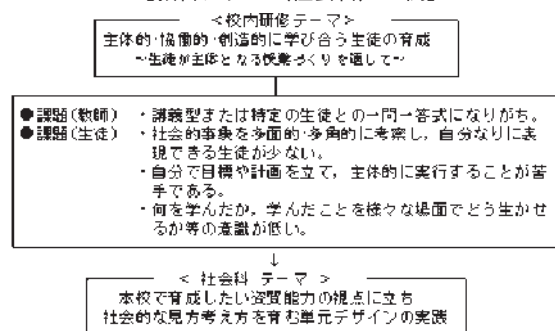 <校内研修テーマ>
主体的・協働的・創造的に学び合う生徒の育成
～生徒が主体となる授業づくりを通して～
●課題(教師) ・講義型または特定の生徒との一問一答式になりがち。
●課題(生徒) ・社会的事象を多面的・多角的に考察し，自分なりに表
現できる生徒が少ない。
・自分で目標や計画を立て，主体的に実行することが苦
手である。
・何を学んだか，学んだことを様々な場面でどう生かせ
るか等の意識が低い。
↓
< 社会科 テーマ >
本校で育成したい資質能力の視点に立ち
社会的な見方考え方を育む単元デザインの実践